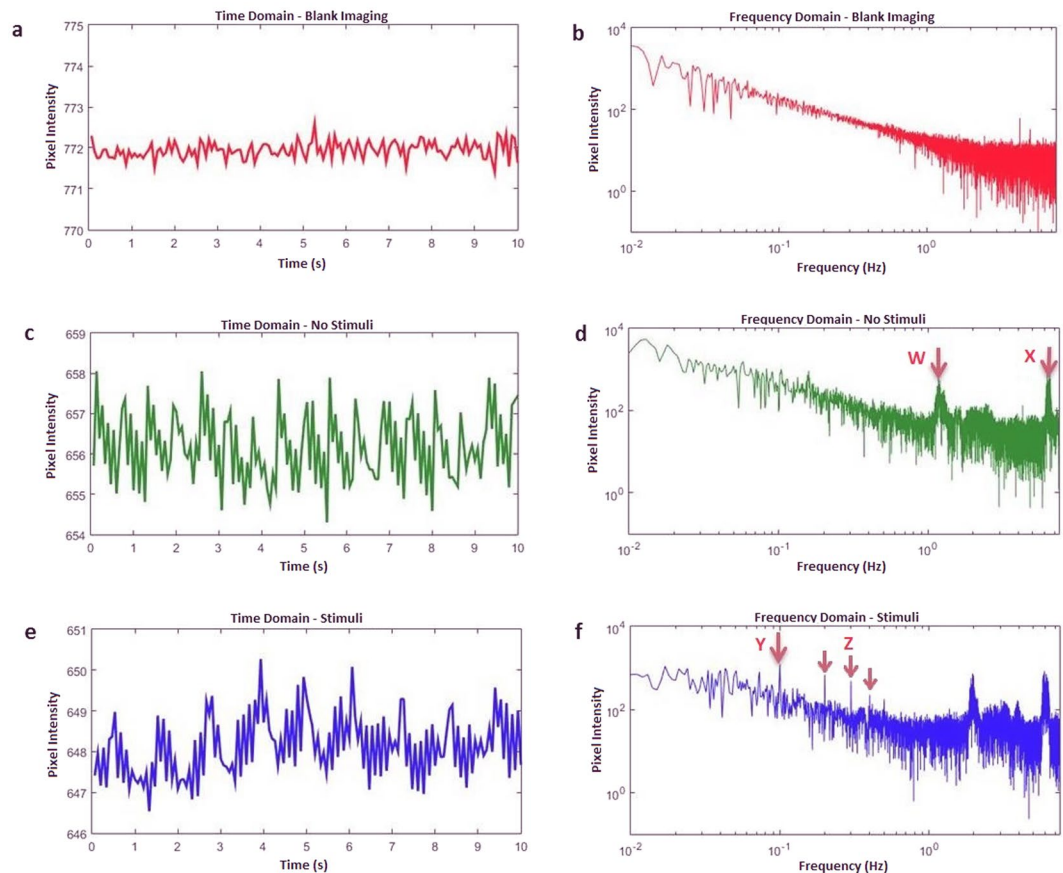 a
Time Domain - Blank Imaging
Pixel Intensity
775
774
773
772
771
770
0 1 2 3 4 5 6 7 8 9 10
Time (s)
b
Frequency Domain - Blank Imaging
Pixel Intensity
10^4
10^2
10^0
10^-2 10^-1 10^0
Frequency (Hz)
c
Time Domain - No Stimuli
Pixel Intensity
659
658
657
656
655
654
0 1 2 3 4 5 6 7 8 9 10
Time (s)
d
Frequency Domain - No Stimuli
Pixel Intensity
10^4
10^2
10^0
W X
10^-2 10^-1 10^0
Frequency (Hz)
e
Time Domain - Stimuli
Pixel Intensity
651
650
649
648
647
646
0 1 2 3 4 5 6 7 8 9 10
Time (s)
f
Frequency Domain - Stimuli
Pixel Intensity
10^4
10^2
10^0
Y Z
10^-2 10^-1 10^0
Frequency (Hz)